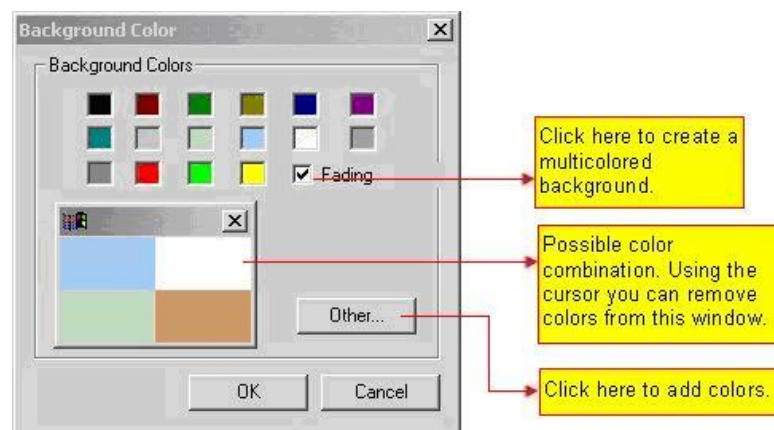 Background Color
Background Colors
Fading
Other...
OK
Cancel
Click here to create a
multicolored
background.
Possible color
combination. Using the
cursor you can remove
colors from this window.
Click here to add colors.